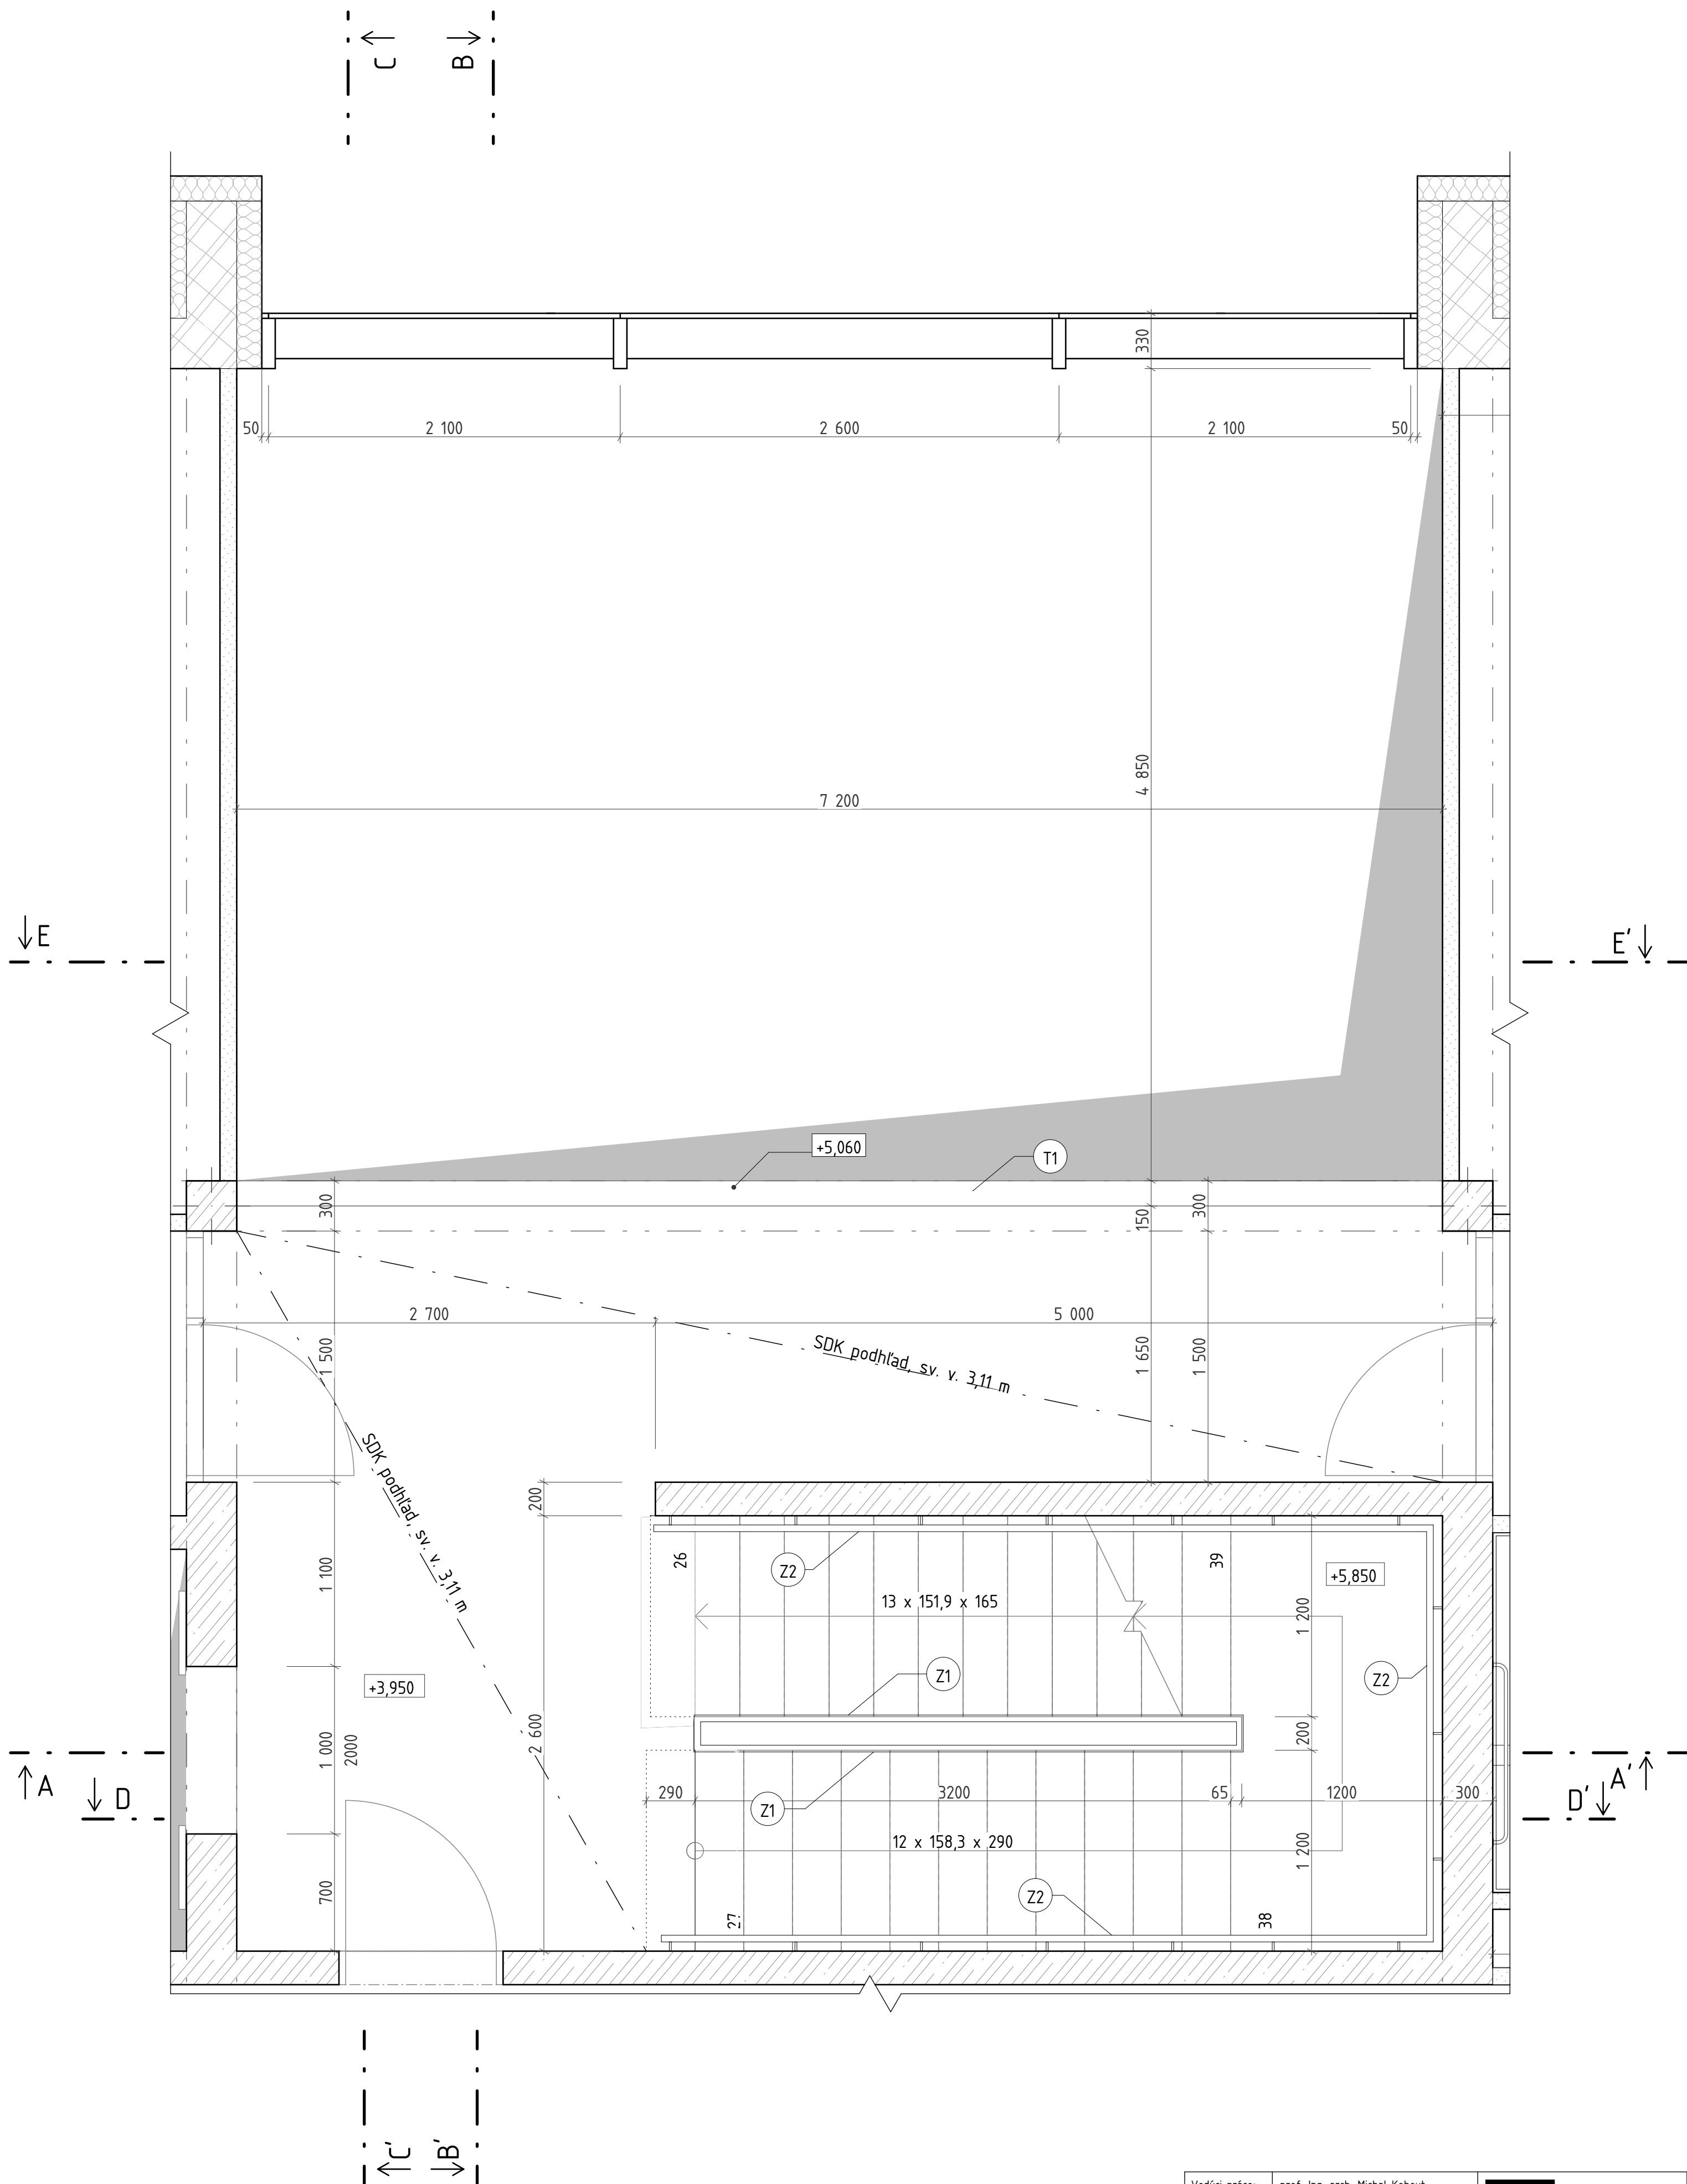 C
B
330
50
2 100
2 600
2 100
50
4 850
7 200
E
E'
+5,060
T1
300
150
300
2 700
5 000
1 500
SDK podhľad, sv. v. 3,11 m
1 650
1 500
SDK podhľad, sv. v. 3,11 m
200
26
Z2
39
+5,850
1 100
13 x 151,9 x 165
1 200
+3,950
Z1
Z2
1 000
2000
2 600
200
A
D
290
3200
65
1200
300
D'
A'
Z1
12 x 158,3 x 290
1 200
700
Z2
27
38
C'
B'